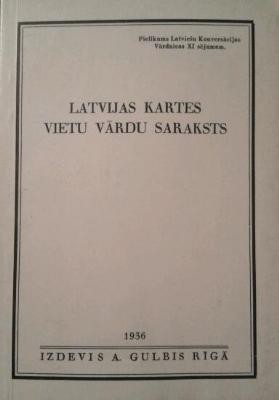 Pielikums Latviešu Konversācijas
Vārdnīcas XI sējumam.
LATVIJAS KARTES
VIETU VĀRDU SARAKSTS
1936
IZDEVIS A. GULBIS RĪGĀ